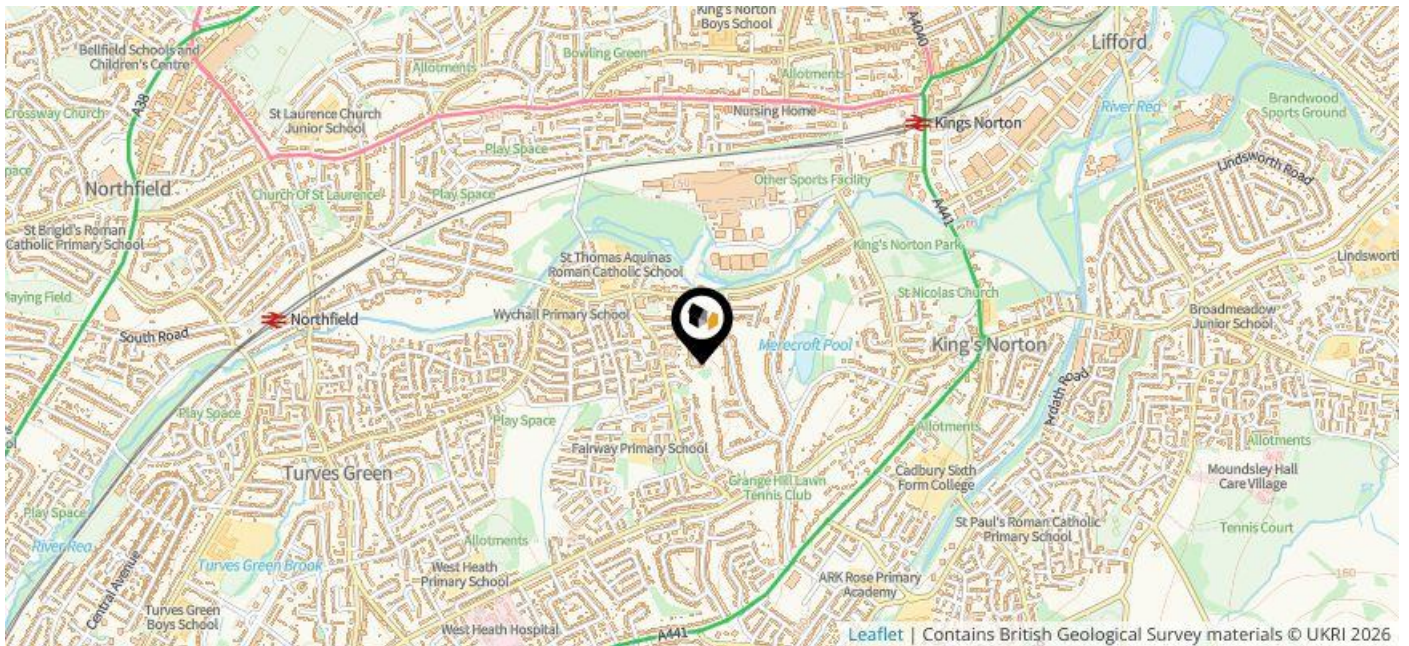 King's Norton
Boys School
A4040
Lifford
Bellfield Schools and
Children's Centre
Bowling Green
Allotments
Allotments
River Rea
Brandwood
Sports Ground
A38
Crossway Church
St Laurence Church
Junior School
Nursing Home
Kings Norton
Play Space
Lindsworth Road
Northfield
Church Of St Laurence
Play Space
Other Sports Facility
A441
St Brigid's Roman
Catholic Primary School
King's Norton Park
St Thomas Aquinas
Roman Catholic School
Lindsworth
Playing Field
St Nicolas Church
South Road
Northfield
Wychall Primary School
Broadmeadow
Junior School
Merecroft Pool
King's Norton
Ardath Road
Play Space
Play Space
Allotments
Allotments
Fairway Primary School
Turves Green
Grange Hill Lawn
Tennis Club
Cadbury Sixth
Form College
Moundsley Hall
Care Village
Play Space
St Paul's Roman Catholic
Primary School
Tennis Court
River Rea
Allotments
Turves Green Brook
West Heath
Primary School
ARK Rose Primary
Academy
160
Central Avenue
Turves Green
Boys School
West Heath Hospital
A441
Leaflet | Contains British Geological Survey materials © UKRI 2026